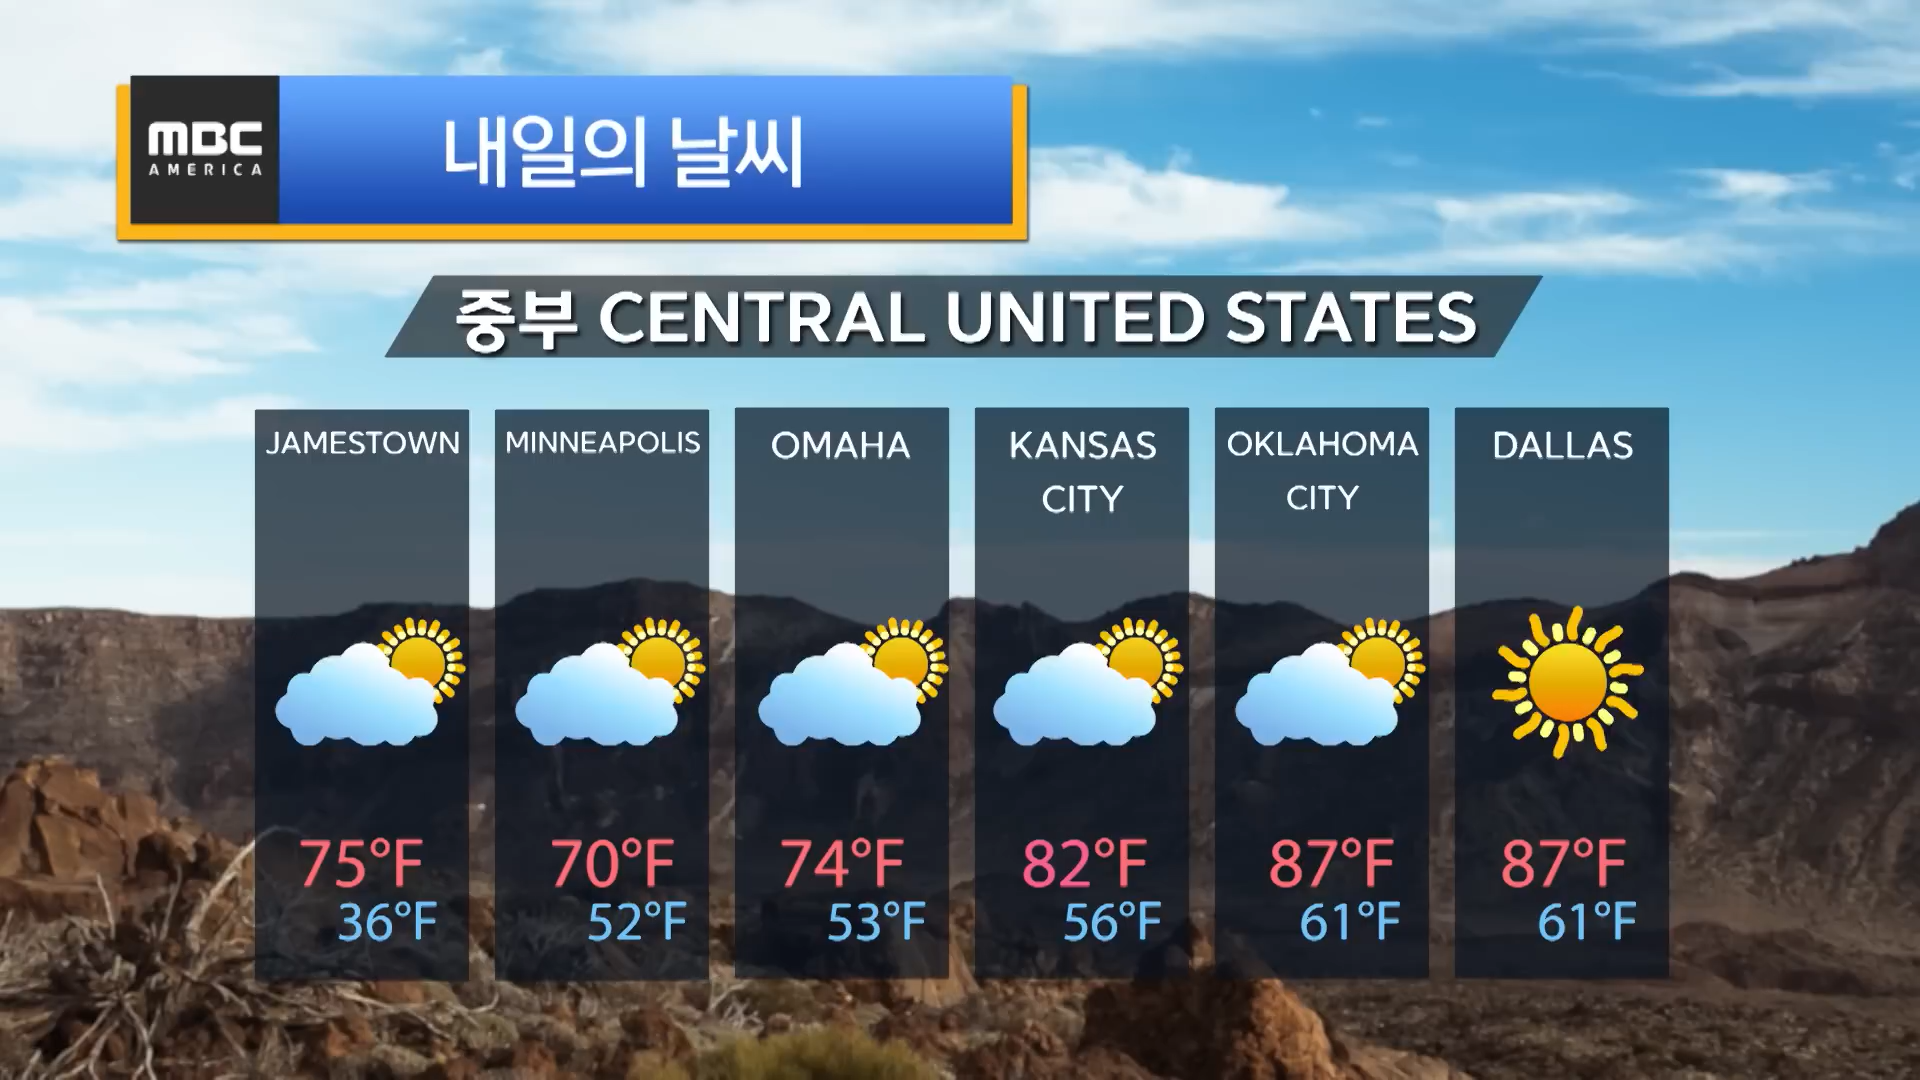 MBC
AMERICA
내일의 날씨
중부 CENTRAL UNITED STATES
JAMESTOWN
75°F
36°F
MINNEAPOLIS
70°F
52°F
OMAHA
74°F
53°F
KANSAS
CITY
82°F
56°F
OKLAHOMA
CITY
87°F
61°F
DALLAS
87°F
61°F